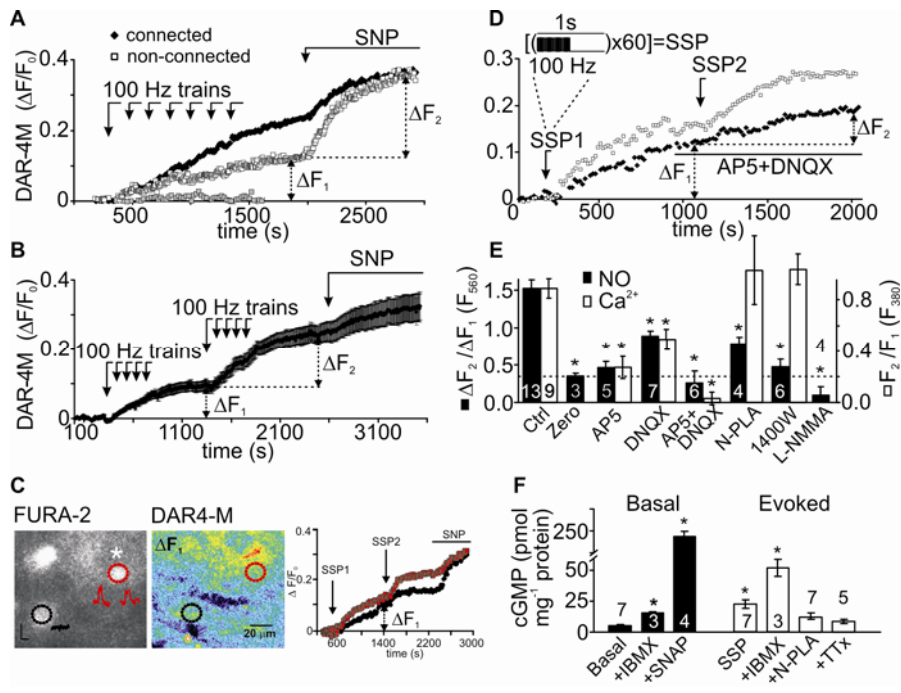 A
◆ connected
□ non-connected
SNP
100 Hz trains
DAR-4M (ΔF/F₀)
0.4
0.2
0
ΔF₁
ΔF₂
500
1500
2500
time (s)
B
SNP
100 Hz trains
100 Hz trains
DAR-4M (ΔF/F₀)
0.4
0.2
0.0
ΔF₁
ΔF₂
100
1100
2100
3100
time (s)
C
FURA-2
DAR4-M
*
ΔF₁
20 µm
Δ F/F₀
0.4
0.2
0
SSP1
SSP2
SNP
ΔF₁
0
600
1400
2200
3000
time (s)
D
1s
[( )x60]=SSP
100 Hz
SSP1
SSP2
0.3
0.2
0.1
0
ΔF₁
ΔF₂
AP5+DNQX
0
500
1000
1500
2000
time (s)
E
■ ΔF₂/ΔF₁ (F₅₆₀)
□ F₂/F₁ (F₃₈₀)
NO
Ca²⁺
1.5
1.0
0.5
0.0
0.8
0.4
0.0
* * * * * * * * * *
13 9 3 5 7 6 4 6 4
Ctrl
Zero
AP5
DNQX
AP5+
DNQX
N-PLA
1400W
L-NMMA
F
Basal
Evoked
cGMP (pmol
mg⁻¹ protein)
250
50
25
0
7 * 3 * 4 * 7 * 3 7 5
Basal
+IBMX
+SNAP
SSP
+IBMX
+N-PLA
+TTx